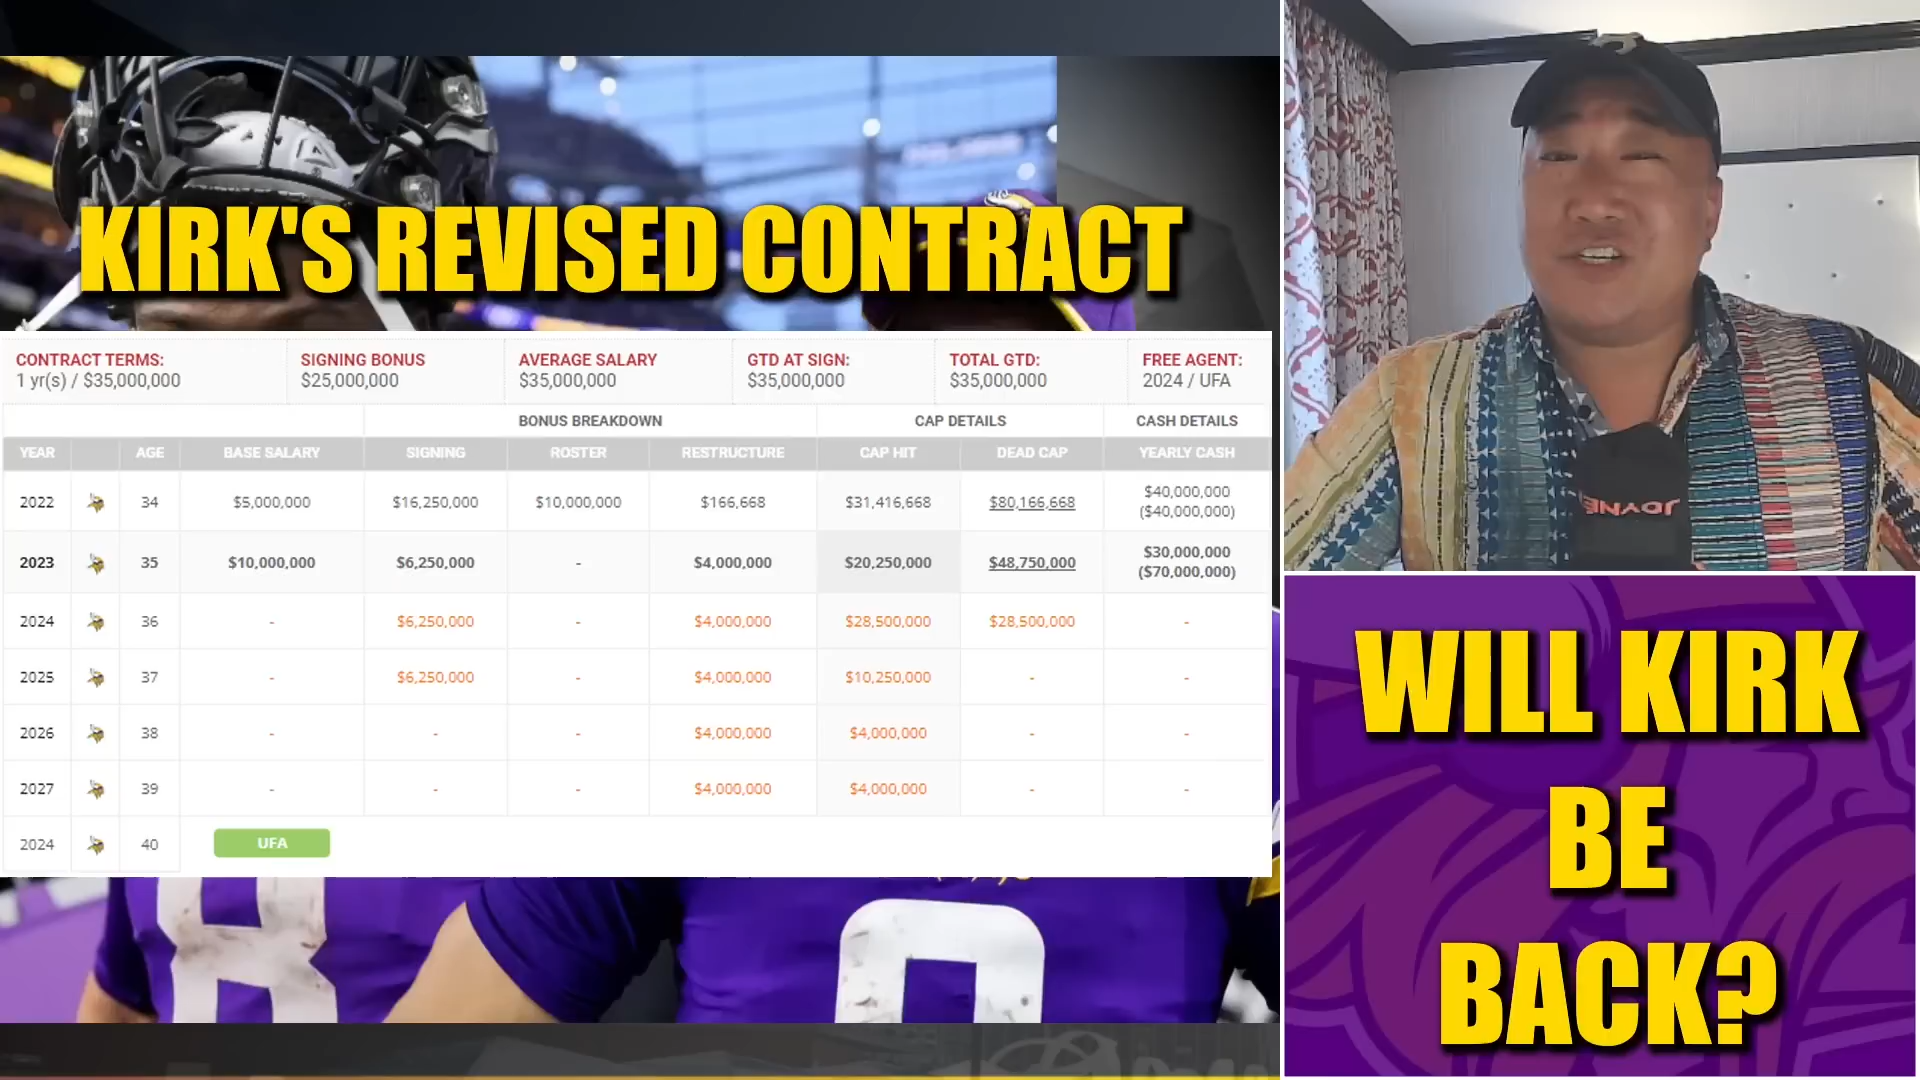 KIRK'S REVISED CONTRACT
CONTRACT TERMS: SIGNING BONUS AVERAGE SALARY GTD AT SIGN: TOTAL GTD: FREE AGENT:
1 yr(s) / $35,000,000 $25,000,000 $35,000,000 $35,000,000 $35,000,000 2024 / UFA
BONUS BREAKDOWN CAP DETAILS CASH DETAILS
YEAR AGE BASE SALARY SIGNING ROSTER RESTRUCTURE CAP HIT DEAD CAP YEARLY CASH
2022 34 $5,000,000 $16,250,000 $10,000,000 $166,668 $31,416,668 $80,166,668 $40,000,000
($40,000,000)
2023 35 $10,000,000 $6,250,000 - $4,000,000 $20,250,000 $48,750,000 $30,000,000
($70,000,000)
2024 36 - $6,250,000 - $4,000,000 $28,500,000 $28,500,000 -
2025 37 - $6,250,000 - $4,000,000 $10,250,000 - -
2026 38 - - - $4,000,000 $4,000,000 - -
2027 39 - - - $4,000,000 $4,000,000 - -
2024 40 UFA
8
WILL KIRK
BE
BACK?